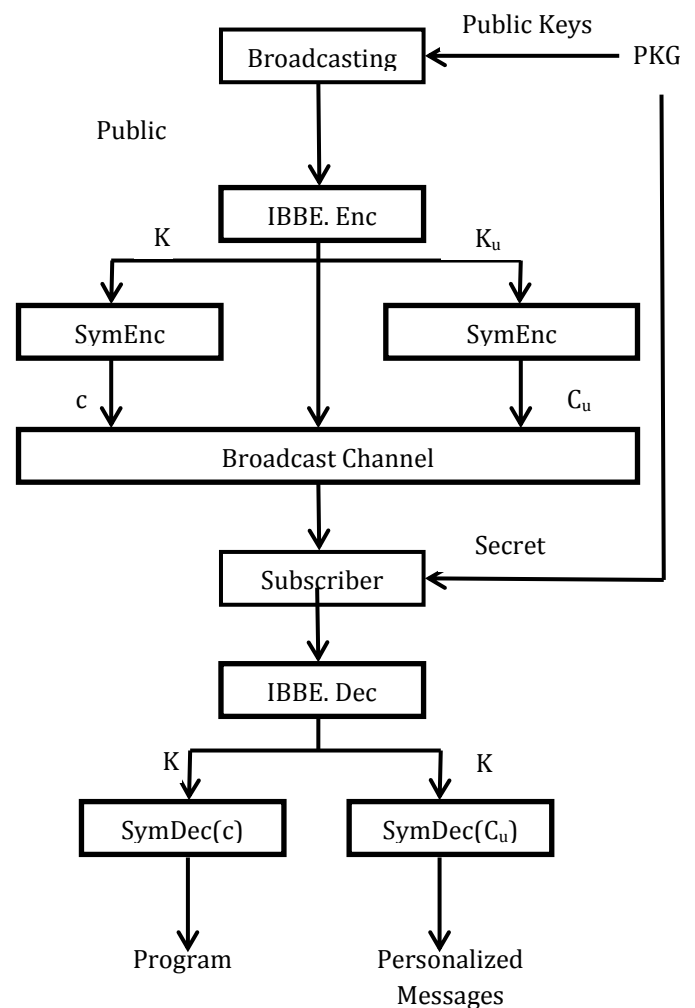 Public Keys
Broadcasting
PKG
Public
IBBE. Enc
K
Kᵤ
SymEnc
SymEnc
c
Cᵤ
Broadcast Channel
Secret
Subscriber
IBBE. Dec
K
K
SymDec(c)
SymDec(Cᵤ)
Program
Personalized
Messages